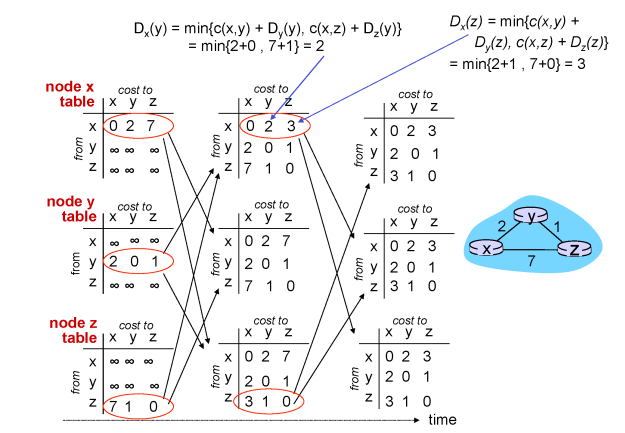 Dx(y) = min{c(x,y) + Dy(y), c(x,z) + Dz(y)}
= min{2+0 , 7+1} = 2
Dx(z) = min{c(x,y) +
Dy(z), c(x,z) + Dz(z)}
= min{2+1 , 7+0} = 3
node x
table
cost to
x y z
from
x 0 2 7
y ∞ ∞ ∞
z ∞ ∞ ∞
cost to
x y z
from
x 0 2 3
y 2 0 1
z 7 1 0
cost to
x y z
from
x 0 2 3
y 2 0 1
z 3 1 0
node y
table
cost to
x y z
from
x ∞ ∞ ∞
y 2 0 1
z ∞ ∞ ∞
cost to
x y z
from
x 0 2 7
y 2 0 1
z 7 1 0
cost to
x y z
from
x 0 2 3
y 2 0 1
z 3 1 0
node z
table
cost to
x y z
from
x ∞ ∞ ∞
y ∞ ∞ ∞
z 7 1 0
cost to
x y z
from
x 0 2 7
y 2 0 1
z 3 1 0
cost to
x y z
from
x 0 2 3
y 2 0 1
z 3 1 0
time
y
2 1
x z
7